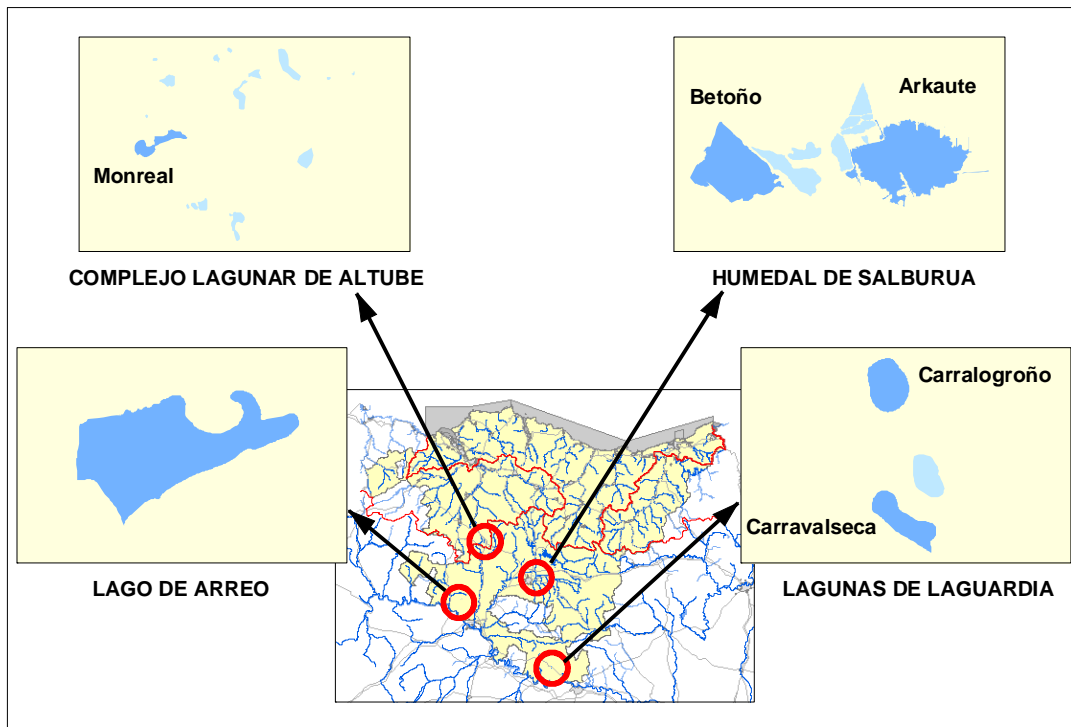 Monreal
COMPLEJO LAGUNAR DE ALTUBE
Betoño
Arkaute
HUMEDAL DE SALBURUA
LAGO DE ARREO
Carralogroño
Carravalseca
LAGUNAS DE LAGUARDIA